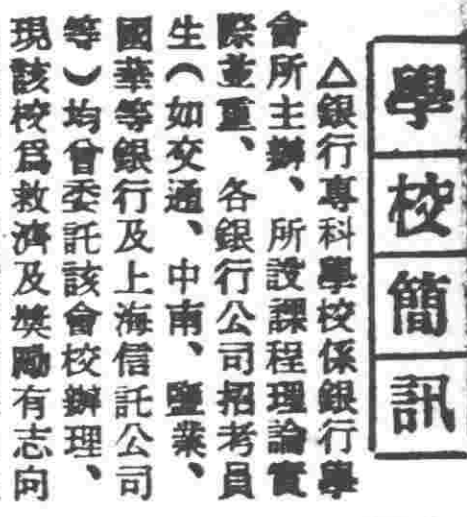 學校簡訊
△銀行專科學校係銀行學
會所主辦、所設課程理論實
際並重、各銀行公司招考員
生（如交通、中南、鹽業、
國華等銀行及上海信託公司
等）均曾委託該會校辦理、
現該校爲救濟及奬勵有志向